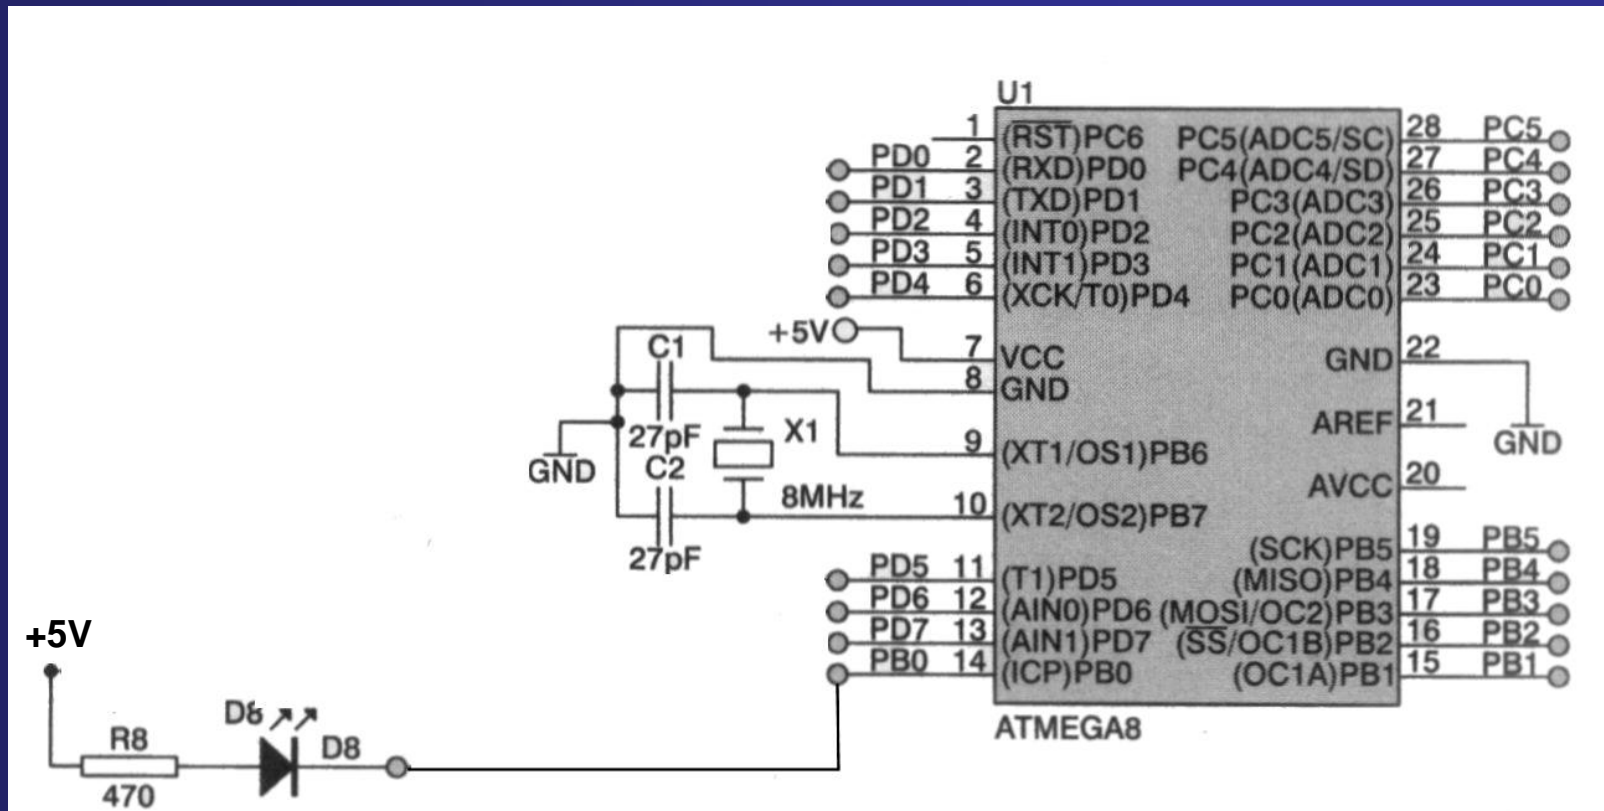 U1
1 (RST)PC6 PC5(ADC5/SC) 28 PC5
PD0 2 (RXD)PD0 PC4(ADC4/SD) 27 PC4
PD1 3 (TXD)PD1 PC3(ADC3) 26 PC3
PD2 4 (INT0)PD2 PC2(ADC2) 25 PC2
PD3 5 (INT1)PD3 PC1(ADC1) 24 PC1
PD4 6 (XCK/T0)PD4 PC0(ADC0) 23 PC0
+5V 7 VCC GND 22
C1 8 GND
27pF X1 AREF 21 GND
GND C2 9 (XT1/OS1)PB6
8MHz AVCC 20
10 (XT2/OS2)PB7
27pF (SCK)PB5 19 PB5
PD5 11 (T1)PD5 (MISO)PB4 18 PB4
PD6 12 (AIN0)PD6 (MOSI/OC2)PB3 17 PB3
PD7 13 (AIN1)PD7 (SS/OC1B)PB2 16 PB2
PB0 14 (ICP)PB0 (OC1A)PB1 15 PB1
+5V
ATMEGA8
D8
R8 D8
470